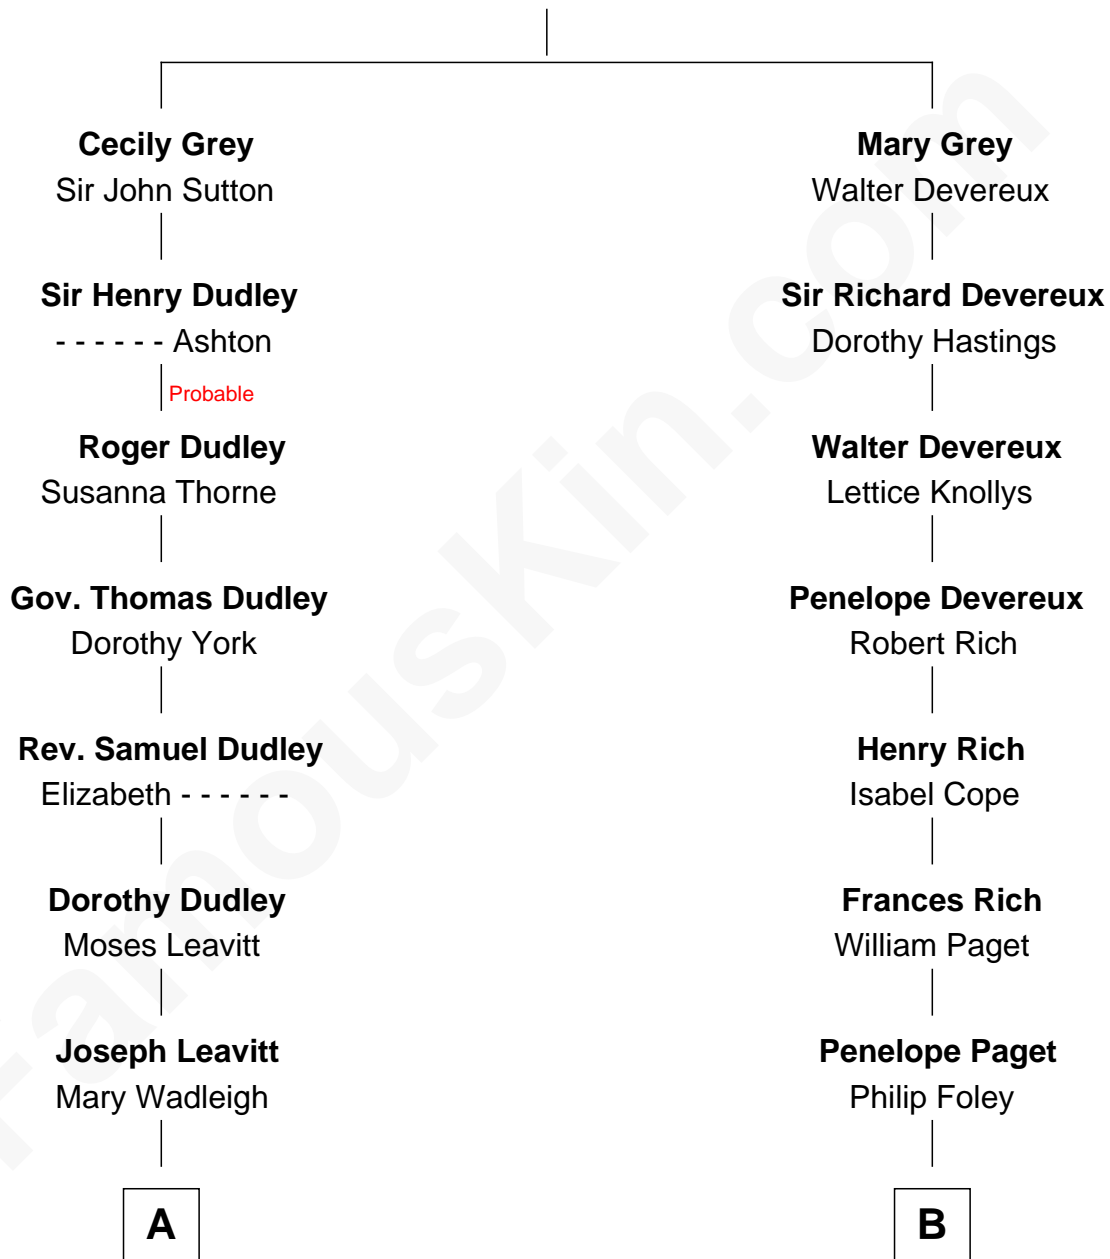 Cecily Grey
Sir John Sutton
Sir Henry Dudley
- - - - - - Ashton
Probable
Roger Dudley
Susanna Thorne
Gov. Thomas Dudley
Dorothy York
Rev. Samuel Dudley
Elizabeth - - - - - -
Dorothy Dudley
Moses Leavitt
Joseph Leavitt
Mary Wadleigh
A
Mary Grey
Walter Devereux
Sir Richard Devereux
Dorothy Hastings
Walter Devereux
Lettice Knollys
Penelope Devereux
Robert Rich
Henry Rich
Isabel Cope
Frances Rich
William Paget
Penelope Paget
Philip Foley
B
FamousKin.com